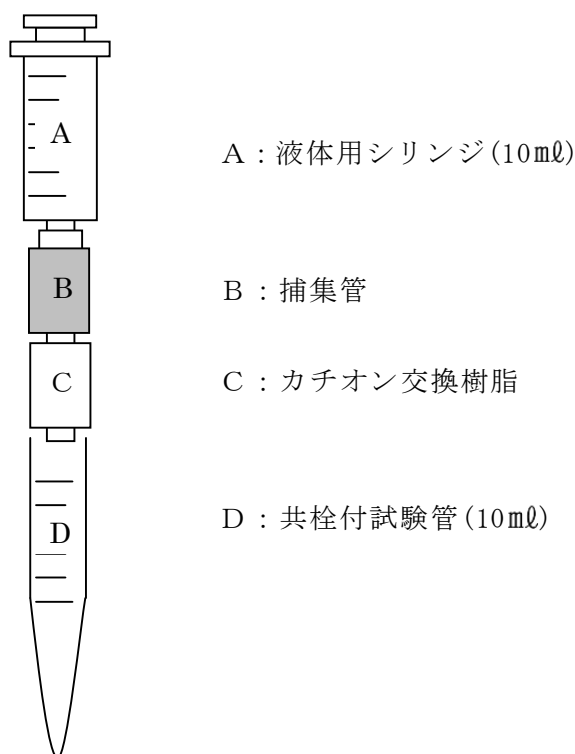 A
A：液体用シリンジ(10㎖)
B
B：捕集管
C
C：カチオン交換樹脂
D
D：共栓付試験管(10㎖)